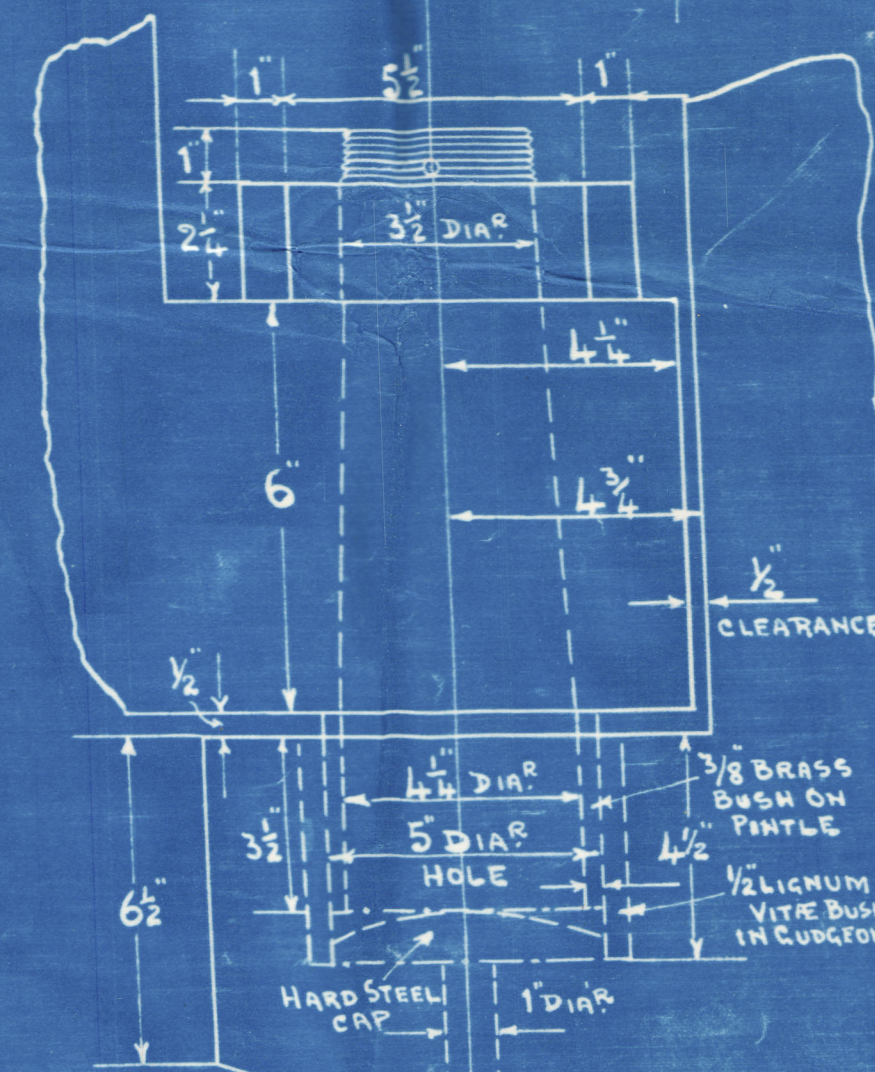 1" 5½" 1"
1"
2¼"
3½" DIAR.
4¼"
6"
4¾"
½"
CLEARANCE
½"
4¼" DIAR.
3/8" BRASS
BUSH ON
PINTLE
3½"
5" DIAR.
HOLE
4½"
6½"
½" LIGNUM
VITÆ BUSH
IN GUDGEON
HARD STEEL
CAP
1" DIAR.